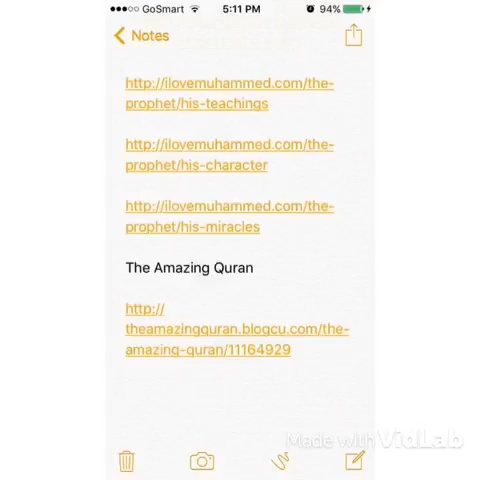 GoSmart 5:11 PM 94%
Notes
http://ilovemuhammed.com/the-
prophet/his-teachings
http://ilovemuhammed.com/the-
prophet/his-character
http://ilovemuhammed.com/the-
prophet/his-miracles
The Amazing Quran
http://
theamazingquran.blogcu.com/the-
amazing-quran/11164929
Made with VidLab